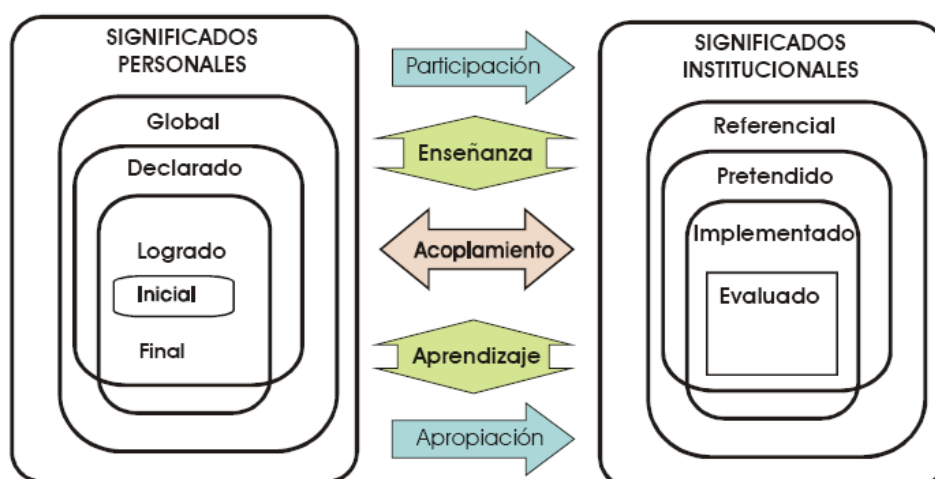 SIGNIFICADOS
PERSONALES
Global
Declarado
Logrado
Inicial
Final
Participación
Enseñanza
Acoplamiento
Aprendizaje
Apropiación
SIGNIFICADOS
INSTITUCIONALES
Referencial
Pretendido
Implementado
Evaluado